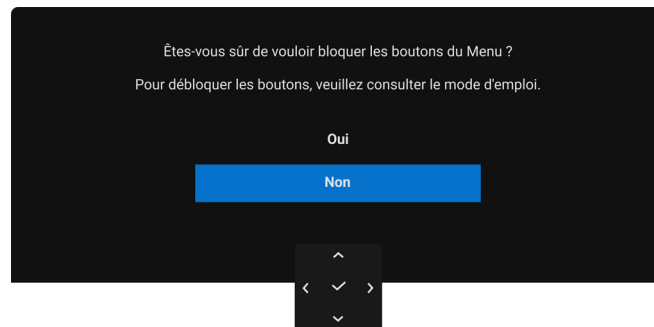 Êtes-vous sûr de vouloir bloquer les boutons du Menu ?
Pour débloquer les boutons, veuillez consulter le mode d'emploi.
Oui
Non